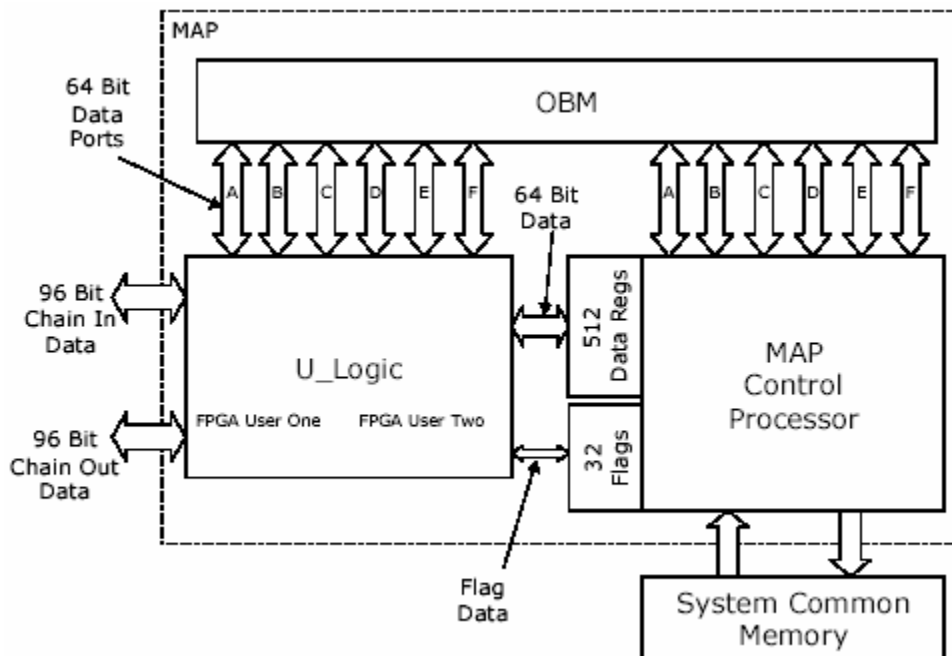 MAP
OBM
64 Bit
Data
Ports
A B C D E F
A B C D E F
64 Bit
Data
96 Bit
Chain In
Data
512
Data Regs
MAP
Control
Processor
U_Logic
FPGA User One FPGA User Two
96 Bit
Chain Out
Data
32
Flags
Flag
Data
System Common
Memory